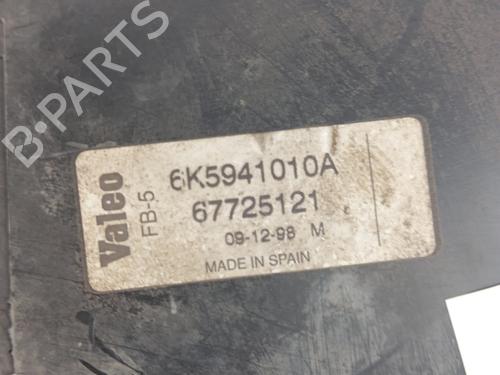 B-PARTS
Valeo
FB-5
6K5941010A
67725121
09-12-98 M
MADE IN SPAIN